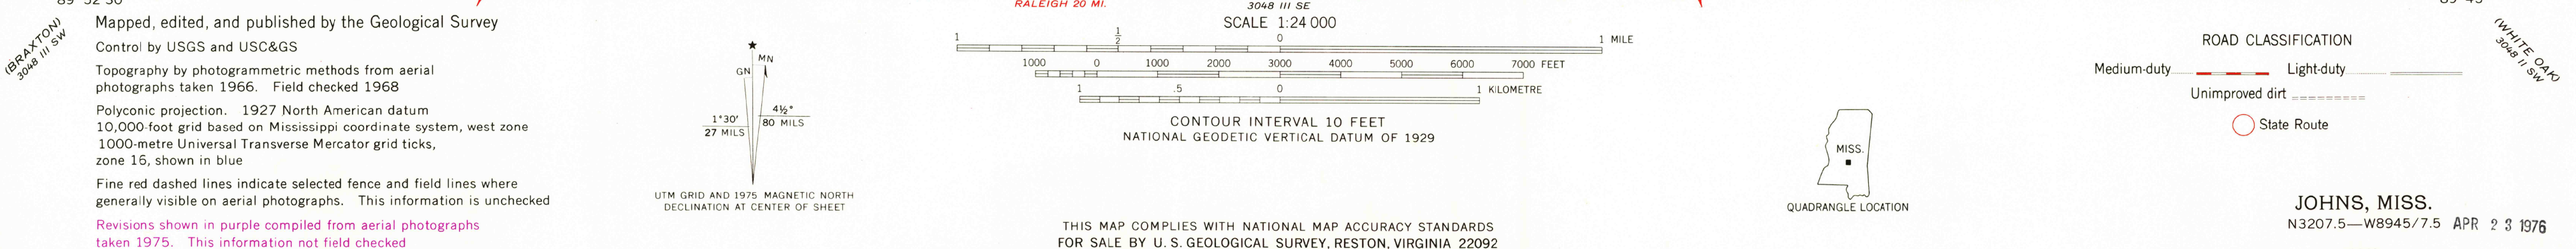 (BRAXTON)
3048 III SW
Mapped, edited, and published by the Geological Survey
Control by USGS and USC&GS
Topography by photogrammetric methods from aerial
photographs taken 1966. Field checked 1968
Polyconic projection. 1927 North American datum
10,000-foot grid based on Mississippi coordinate system, west zone
1000-metre Universal Transverse Mercator grid ticks,
zone 16, shown in blue
Fine red dashed lines indicate selected fence and field lines where
generally visible on aerial photographs. This information is unchecked
Revisions shown in purple compiled from aerial photographs
taken 1975. This information not field checked
MN
GN
1°30′
27 MILS
4½°
80 MILS
UTM GRID AND 1975 MAGNETIC NORTH
DECLINATION AT CENTER OF SHEET
RALEIGH 20 MI.
3048 III SE
SCALE 1:24 000
1 ½ 0 1 MILE
1000 0 1000 2000 3000 4000 5000 6000 7000 FEET
1 .5 0 1 KILOMETRE
CONTOUR INTERVAL 10 FEET
NATIONAL GEODETIC VERTICAL DATUM OF 1929
THIS MAP COMPLIES WITH NATIONAL MAP ACCURACY STANDARDS
FOR SALE BY U. S. GEOLOGICAL SURVEY, RESTON, VIRGINIA 22092
MISS.
QUADRANGLE LOCATION
ROAD CLASSIFICATION
Medium-duty Light-duty
Unimproved dirt
State Route
(WHITE OAK)
3048 II SW
JOHNS, MISS.
N3207.5—W8945/7.5 APR 23 1976